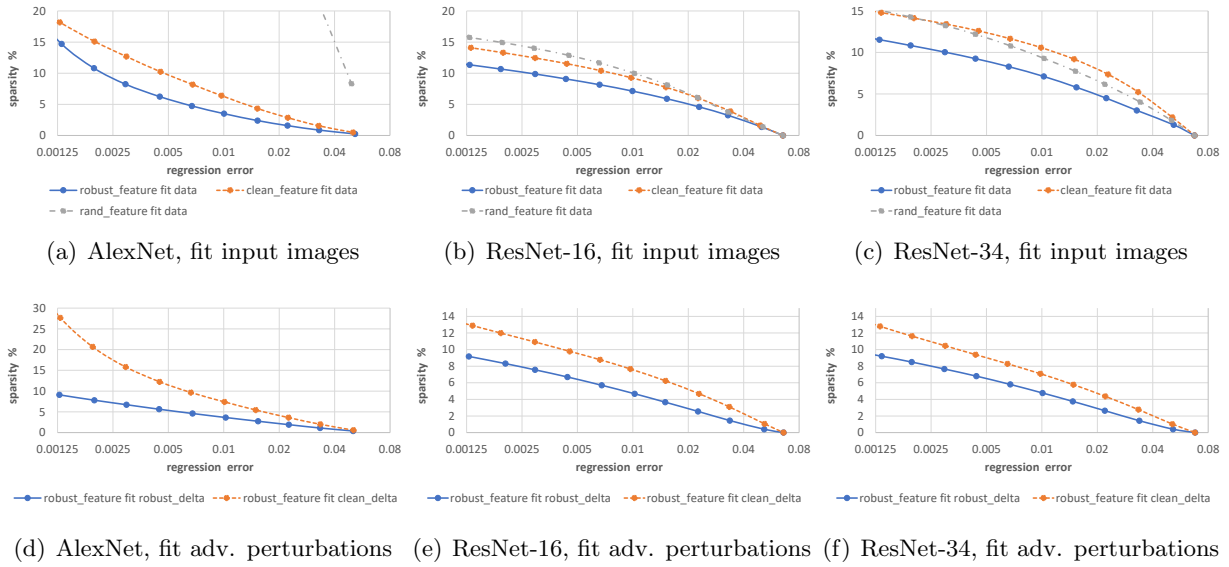 20
15
10
5
0
sparsity %
0.00125 0.0025 0.005 0.01 0.02 0.04 0.08
regression error
robust_feature fit data clean_feature fit data
rand_feature fit data
(a) AlexNet, fit input images
20
15
10
5
0
sparsity %
0.00125 0.0025 0.005 0.01 0.02 0.04 0.08
regression error
robust_feature fit data clean_feature fit data
rand_feature fit data
(b) ResNet-16, fit input images
15
10
5
0
sparsity %
0.00125 0.0025 0.005 0.01 0.02 0.04 0.08
regression error
robust_feature fit data clean_feature fit data
rand_feature fit data
(c) ResNet-34, fit input images
30
25
20
15
10
5
0
sparsity %
0.00125 0.0025 0.005 0.01 0.02 0.04 0.08
regression error
robust_feature fit robust_delta robust_feature fit clean_delta
(d) AlexNet, fit adv. perturbations
14
12
10
8
6
4
2
0
sparsity %
0.00125 0.0025 0.005 0.01 0.02 0.04 0.08
regression error
robust_feature fit robust_delta robust_feature fit clean_delta
(e) ResNet-16, fit adv. perturbations
14
12
10
8
6
4
2
0
sparsity %
0.00125 0.0025 0.005 0.01 0.02 0.04 0.08
regression error
robust_feature fit robust_delta robust_feature fit clean_delta
(f) ResNet-34, fit adv. perturbations